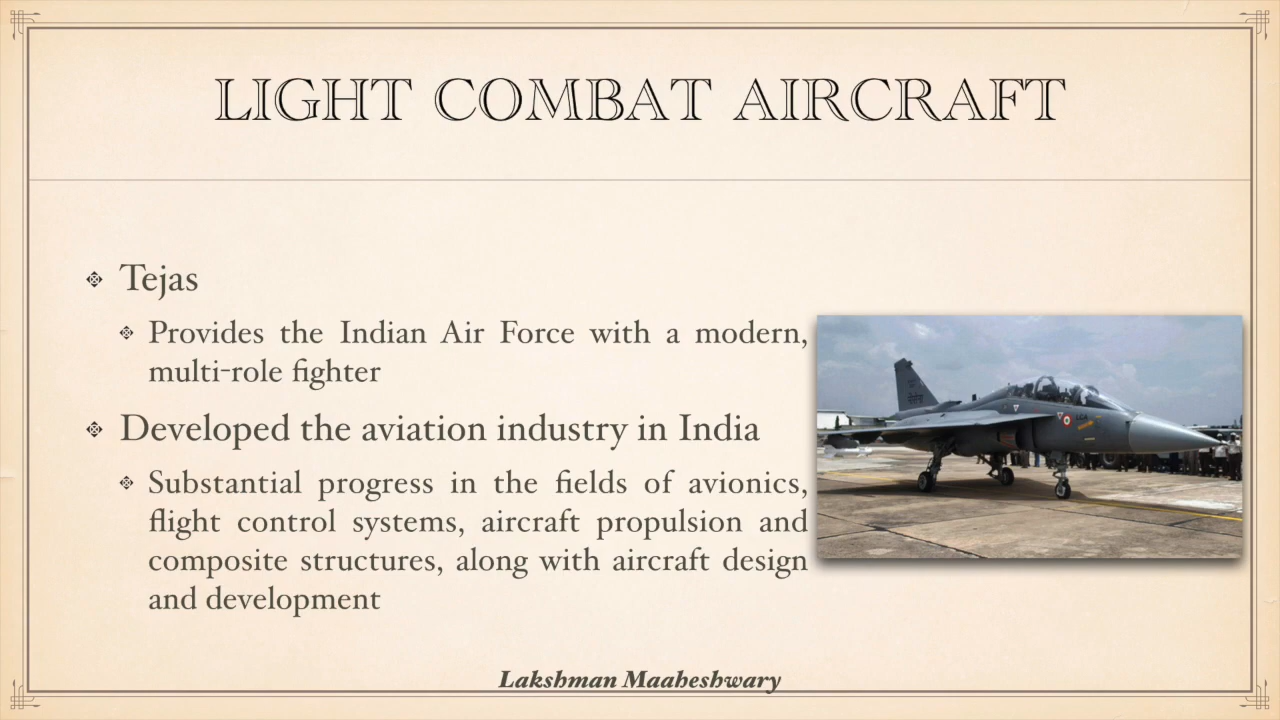 LIGHT COMBAT AIRCRAFT
Tejas
Provides the Indian Air Force with a modern,
multi-role fighter
Developed the aviation industry in India
Substantial progress in the fields of avionics,
flight control systems, aircraft propulsion and
composite structures, along with aircraft design
and development
Lakshman Maaheshwary